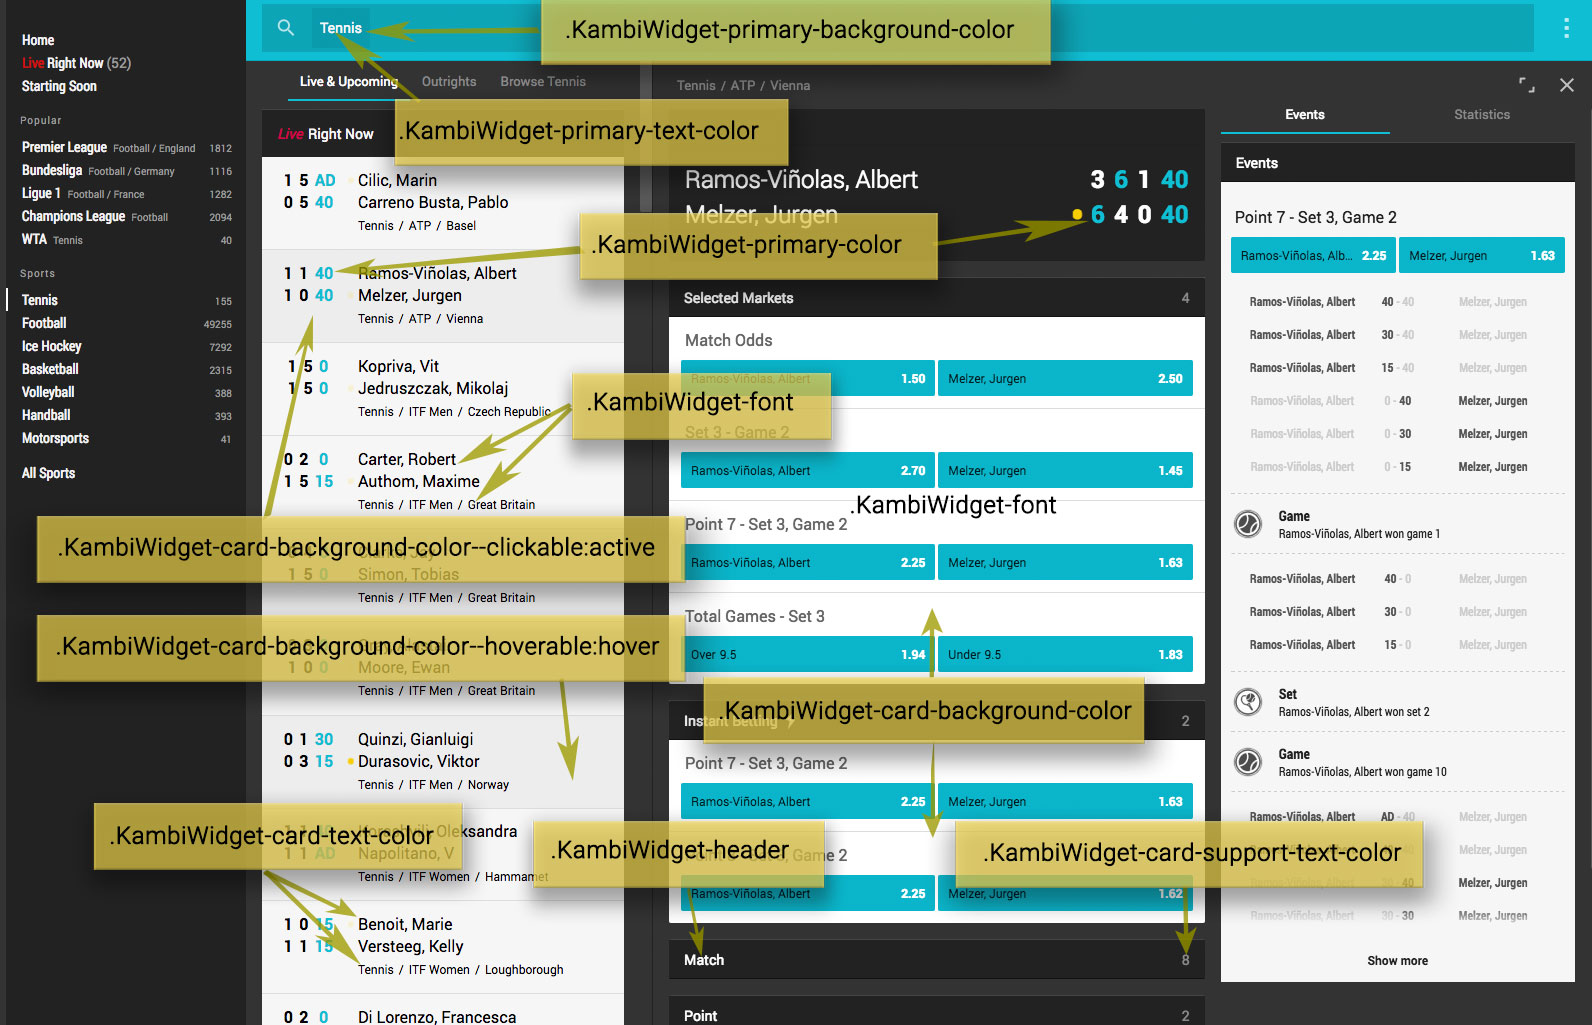 Home
Live Right Now (52)
Starting Soon
Popular
Premier League Football / England 1812
Bundesliga Football / Germany 1116
Ligue 1 Football / France 1282
Champions League Football 2094
WTA Tennis 40
Sports
Tennis 155
Football 49255
Ice Hockey 7292
Basketball 2315
Volleyball 388
Handball 393
Motorsports 41
All Sports
Tennis
.KambiWidget-primary-background-color
Live & Upcoming Outrights Browse Tennis
.KambiWidget-primary-text-color
Live Right Now
1 5 AD Cilic, Marin
0 5 40 Carreno Busta, Pablo
Tennis / ATP / Basel
.KambiWidget-primary-color
1 1 40 Ramos-Viñolas, Albert
1 0 40 Melzer, Jurgen
Tennis / ATP / Vienna
1 5 0 Kopriva, Vit
1 5 0 Jedruszczak, Mikolaj
Tennis / ITF Men / Czech Republic
.KambiWidget-font
0 2 0 Carter, Robert
1 5 15 Authom, Maxime
Tennis / ITF Men / Great Britain
.KambiWidget-card-background-color--clickable:active
1 5 0 Simon, Tobias
Tennis / ITF Men / Great Britain
.KambiWidget-card-background-color--hoverable:hover
1 0 0 Moore, Ewan
Tennis / ITF Men / Great Britain
0 1 30 Quinzi, Gianluigi
0 3 15 Durasovic, Viktor
Tennis / ITF Men / Norway
.KambiWidget-card-text-color
Oleksandra
1 1 AD Napolitano, V
Tennis / ITF Women / Hammamet
1 0 15 Benoit, Marie
1 1 15 Versteeg, Kelly
Tennis / ITF Women / Loughborough
0 2 0 Di Lorenzo, Francesca
Tennis / ATP / Vienna
Ramos-Viñolas, Albert 3 6 1 40
Melzer, Jurgen 6 4 0 40
Selected Markets 4
Match Odds
Ramos-Viñolas, Albert 1.50 Melzer, Jurgen 2.50
Set 3 - Game 2
Ramos-Viñolas, Albert 2.70 Melzer, Jurgen 1.45
.KambiWidget-font
Point 7 - Set 3, Game 2
Ramos-Viñolas, Albert 2.25 Melzer, Jurgen 1.63
Total Games - Set 3
Over 9.5 1.94 Under 9.5 1.83
.KambiWidget-card-background-color
Instant Betting 2
Point 7 - Set 3, Game 2
Ramos-Viñolas, Albert 2.25 Melzer, Jurgen 1.63
.KambiWidget-header
.KambiWidget-card-support-text-color
Point 8 - Set 3, Game 2
Ramos-Viñolas, Albert 2.25 Melzer, Jurgen 1.62
Match 8
Point 2
Events Statistics
Events
Point 7 - Set 3, Game 2
Ramos-Viñolas, Alb... 2.25 Melzer, Jurgen 1.63
Ramos-Viñolas, Albert 40 - 40 Melzer, Jurgen
Ramos-Viñolas, Albert 30 - 40 Melzer, Jurgen
Ramos-Viñolas, Albert 15 - 40 Melzer, Jurgen
Ramos-Viñolas, Albert 0 - 40 Melzer, Jurgen
Ramos-Viñolas, Albert 0 - 30 Melzer, Jurgen
Ramos-Viñolas, Albert 0 - 15 Melzer, Jurgen
Game
Ramos-Viñolas, Albert won game 1
Ramos-Viñolas, Albert 40 - 0 Melzer, Jurgen
Ramos-Viñolas, Albert 30 - 0 Melzer, Jurgen
Ramos-Viñolas, Albert 15 - 0 Melzer, Jurgen
Set
Ramos-Viñolas, Albert won set 2
Game
Ramos-Viñolas, Albert won game 10
Ramos-Viñolas, Albert AD - 40 Melzer, Jurgen
Melzer, Jurgen
Ramos-Viñolas, Albert 30 - 40 Melzer, Jurgen
Ramos-Viñolas, Albert 30 - 30 Melzer, Jurgen
Show more